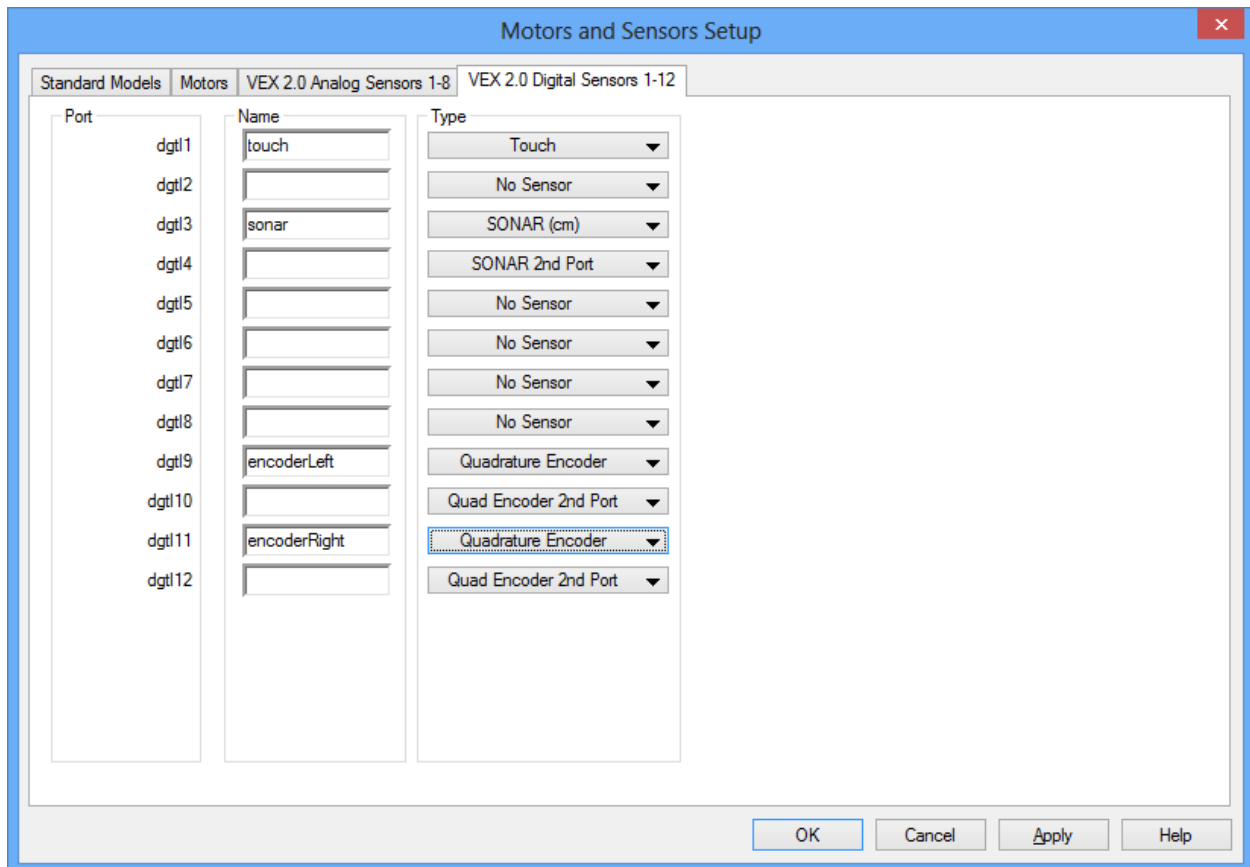 Motors and Sensors Setup
Standard Models Motors VEX 2.0 Analog Sensors 1-8 VEX 2.0 Digital Sensors 1-12
Port Name Type
dgtl1 touch Touch
dgtl2 No Sensor
dgtl3 sonar SONAR (cm)
dgtl4 SONAR 2nd Port
dgtl5 No Sensor
dgtl6 No Sensor
dgtl7 No Sensor
dgtl8 No Sensor
dgtl9 encoderLeft Quadrature Encoder
dgtl10 Quad Encoder 2nd Port
dgtl11 encoderRight Quadrature Encoder
dgtl12 Quad Encoder 2nd Port
OK Cancel Apply Help